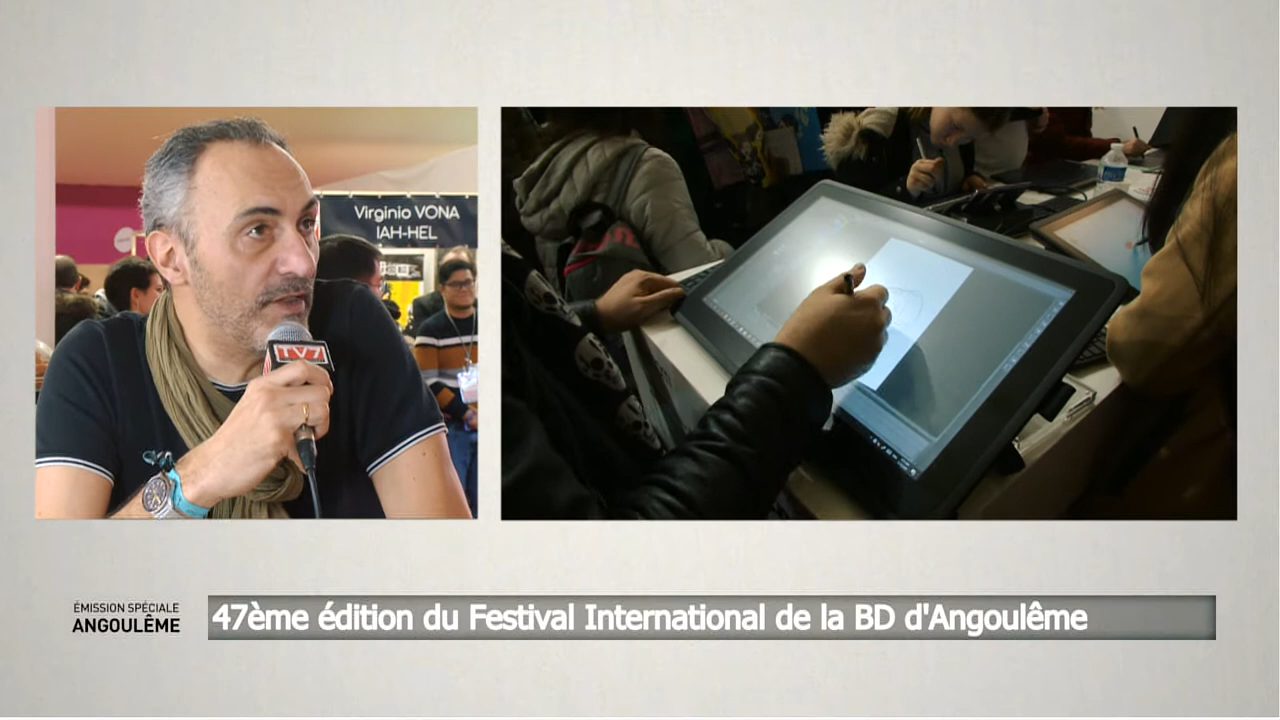 Virginio VONA
IAH-HEL
TV7
ÉMISSION SPÉCIALE
ANGOULÊME
47ème édition du Festival International de la BD d'Angoulême